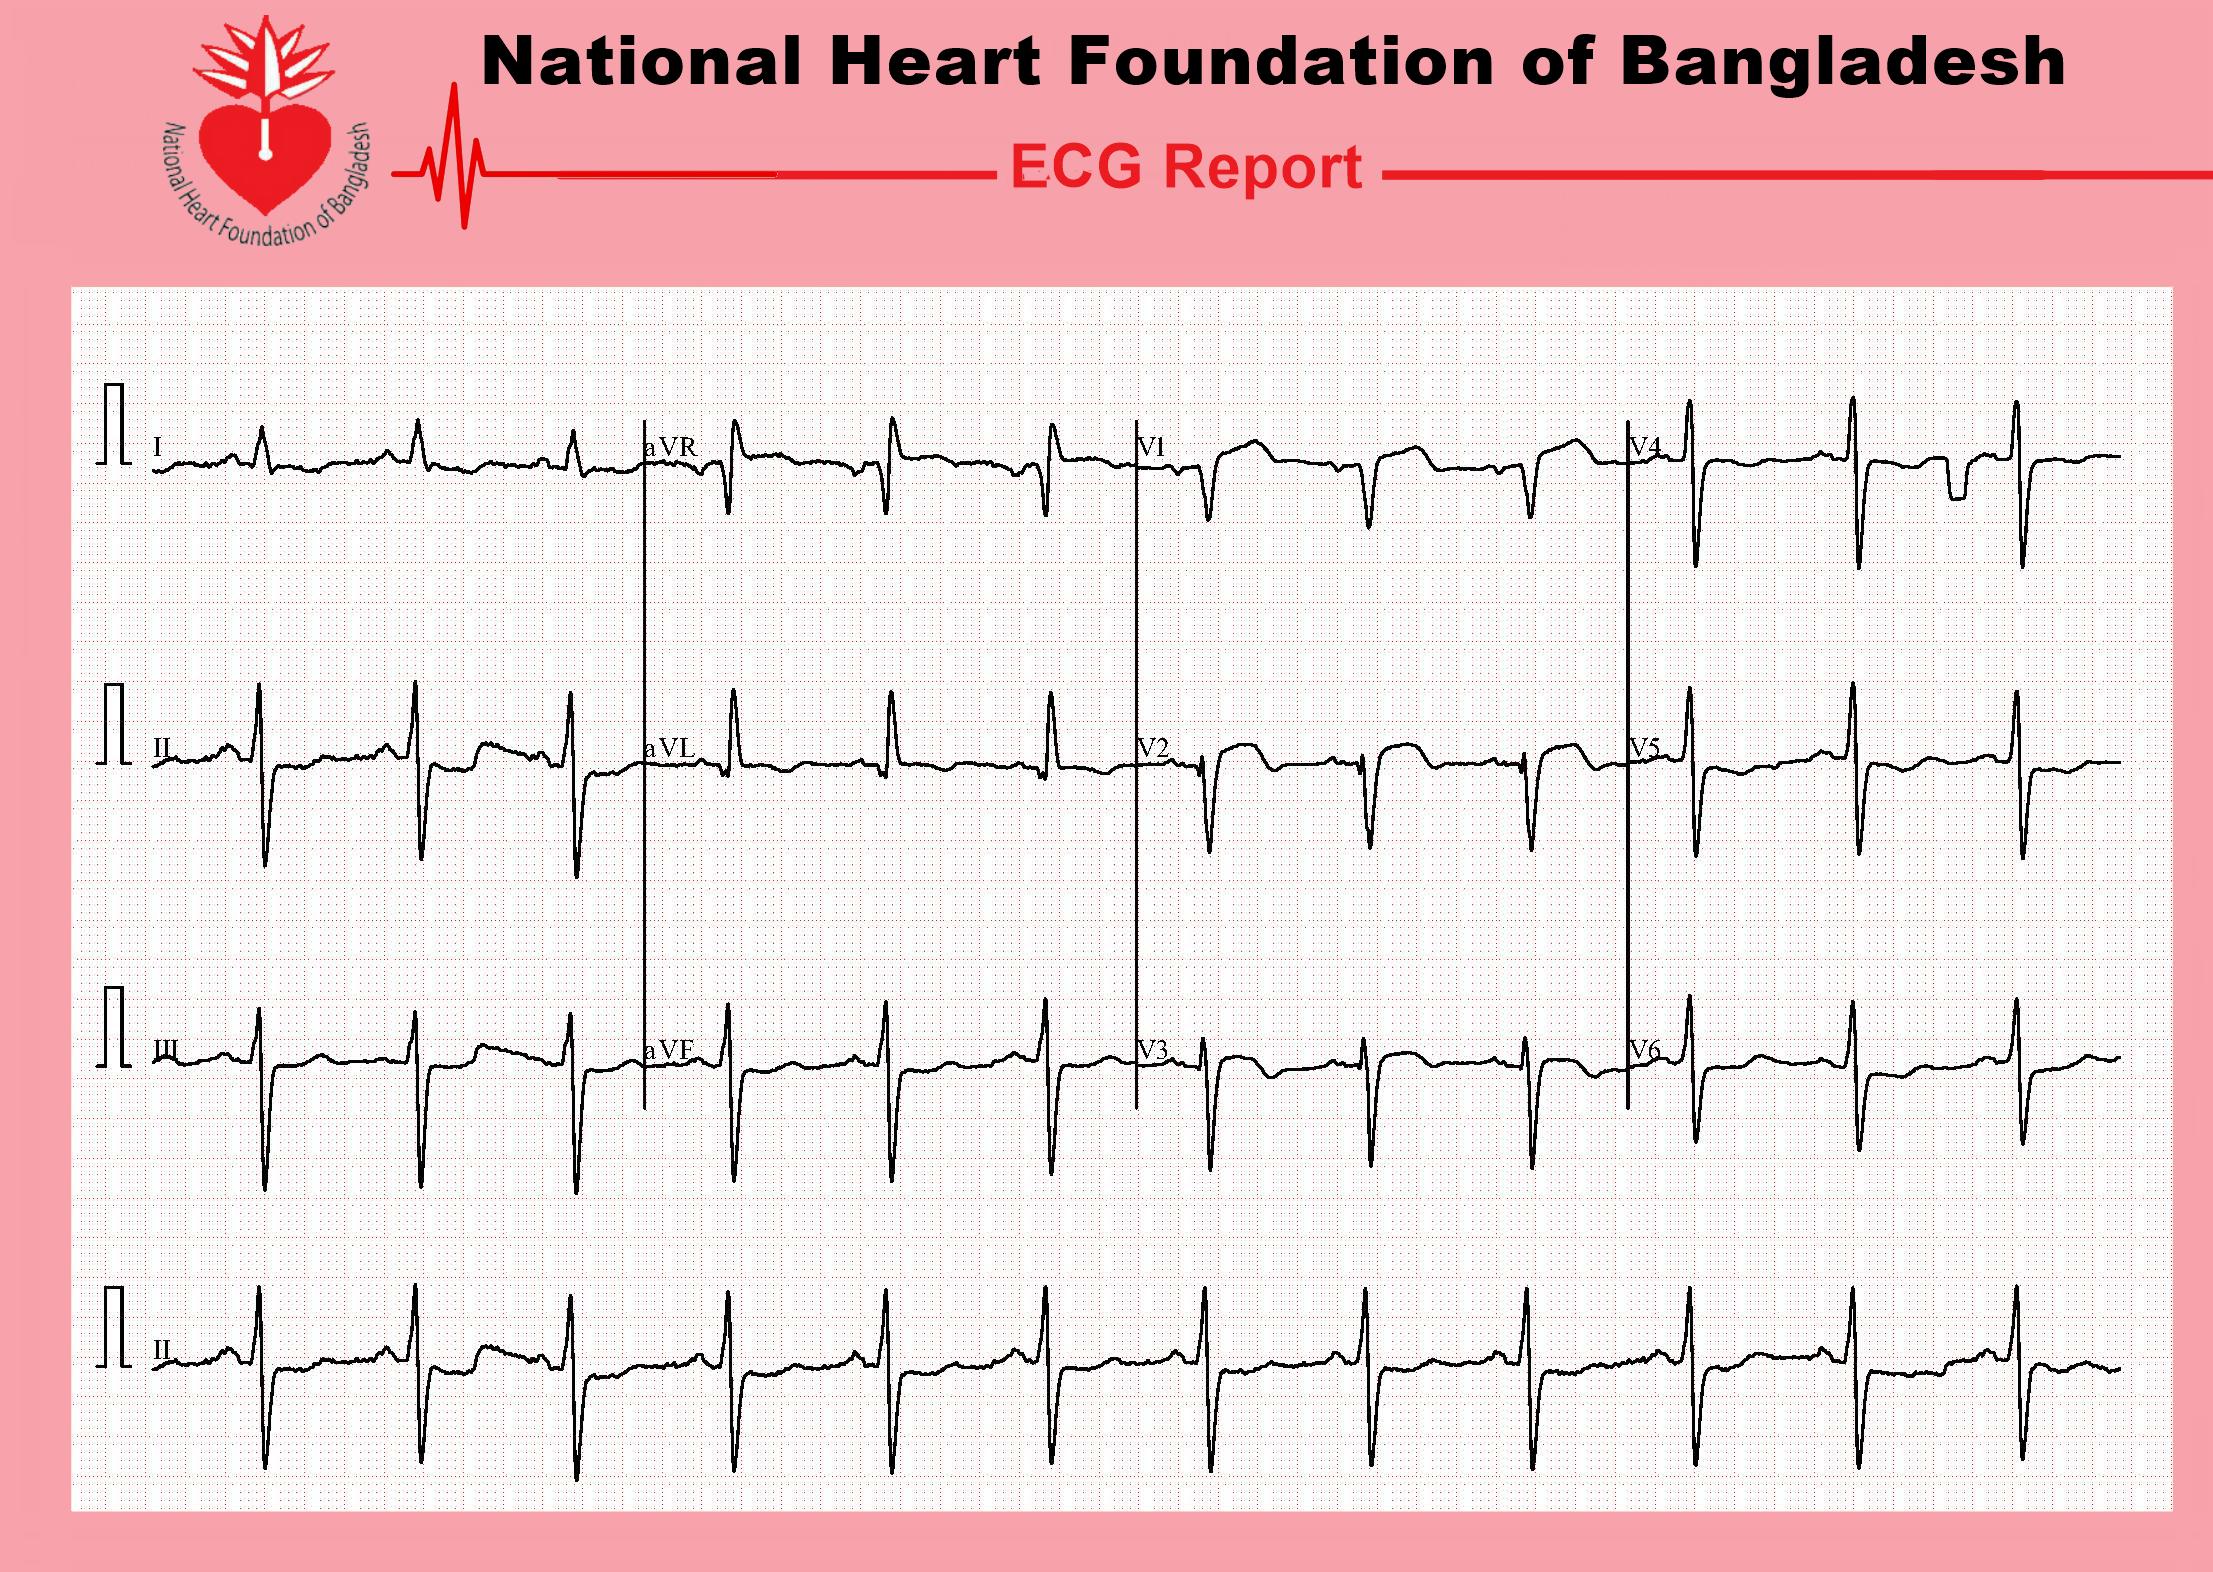 National Heart Foundation of Bangladesh
National Heart Foundation of Bangladesh
ECG Report
I
aVR
V1
V4
II
aVL
V2
V5
III
aVF
V3
V6
II